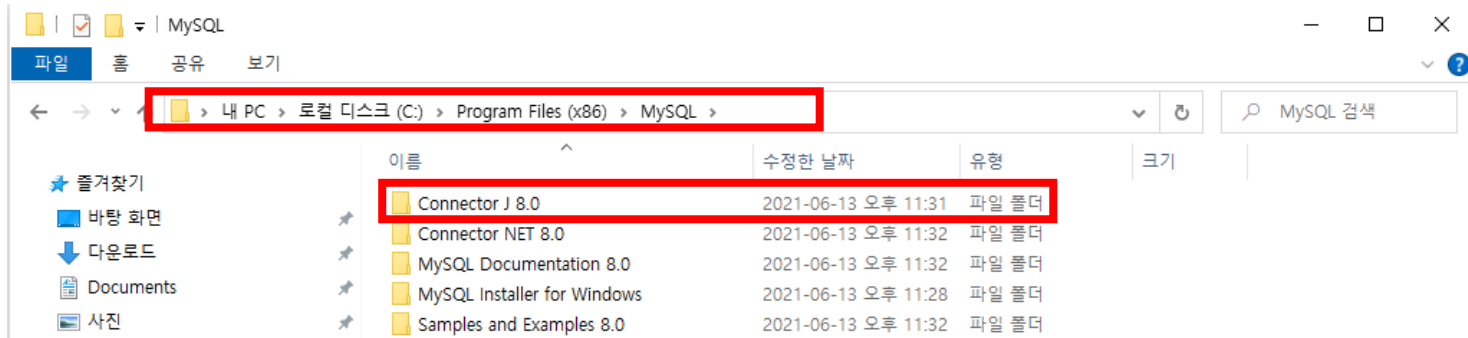 MySQL
파일 홈 공유 보기
내 PC › 로컬 디스크 (C:) › Program Files (x86) › MySQL ›
MySQL 검색
이름 수정한 날짜 유형 크기
즐겨찾기
바탕 화면
다운로드
Documents
사진
Connector J 8.0 2021-06-13 오후 11:31 파일 폴더
Connector NET 8.0 2021-06-13 오후 11:32 파일 폴더
MySQL Documentation 8.0 2021-06-13 오후 11:32 파일 폴더
MySQL Installer for Windows 2021-06-13 오후 11:28 파일 폴더
Samples and Examples 8.0 2021-06-13 오후 11:32 파일 폴더